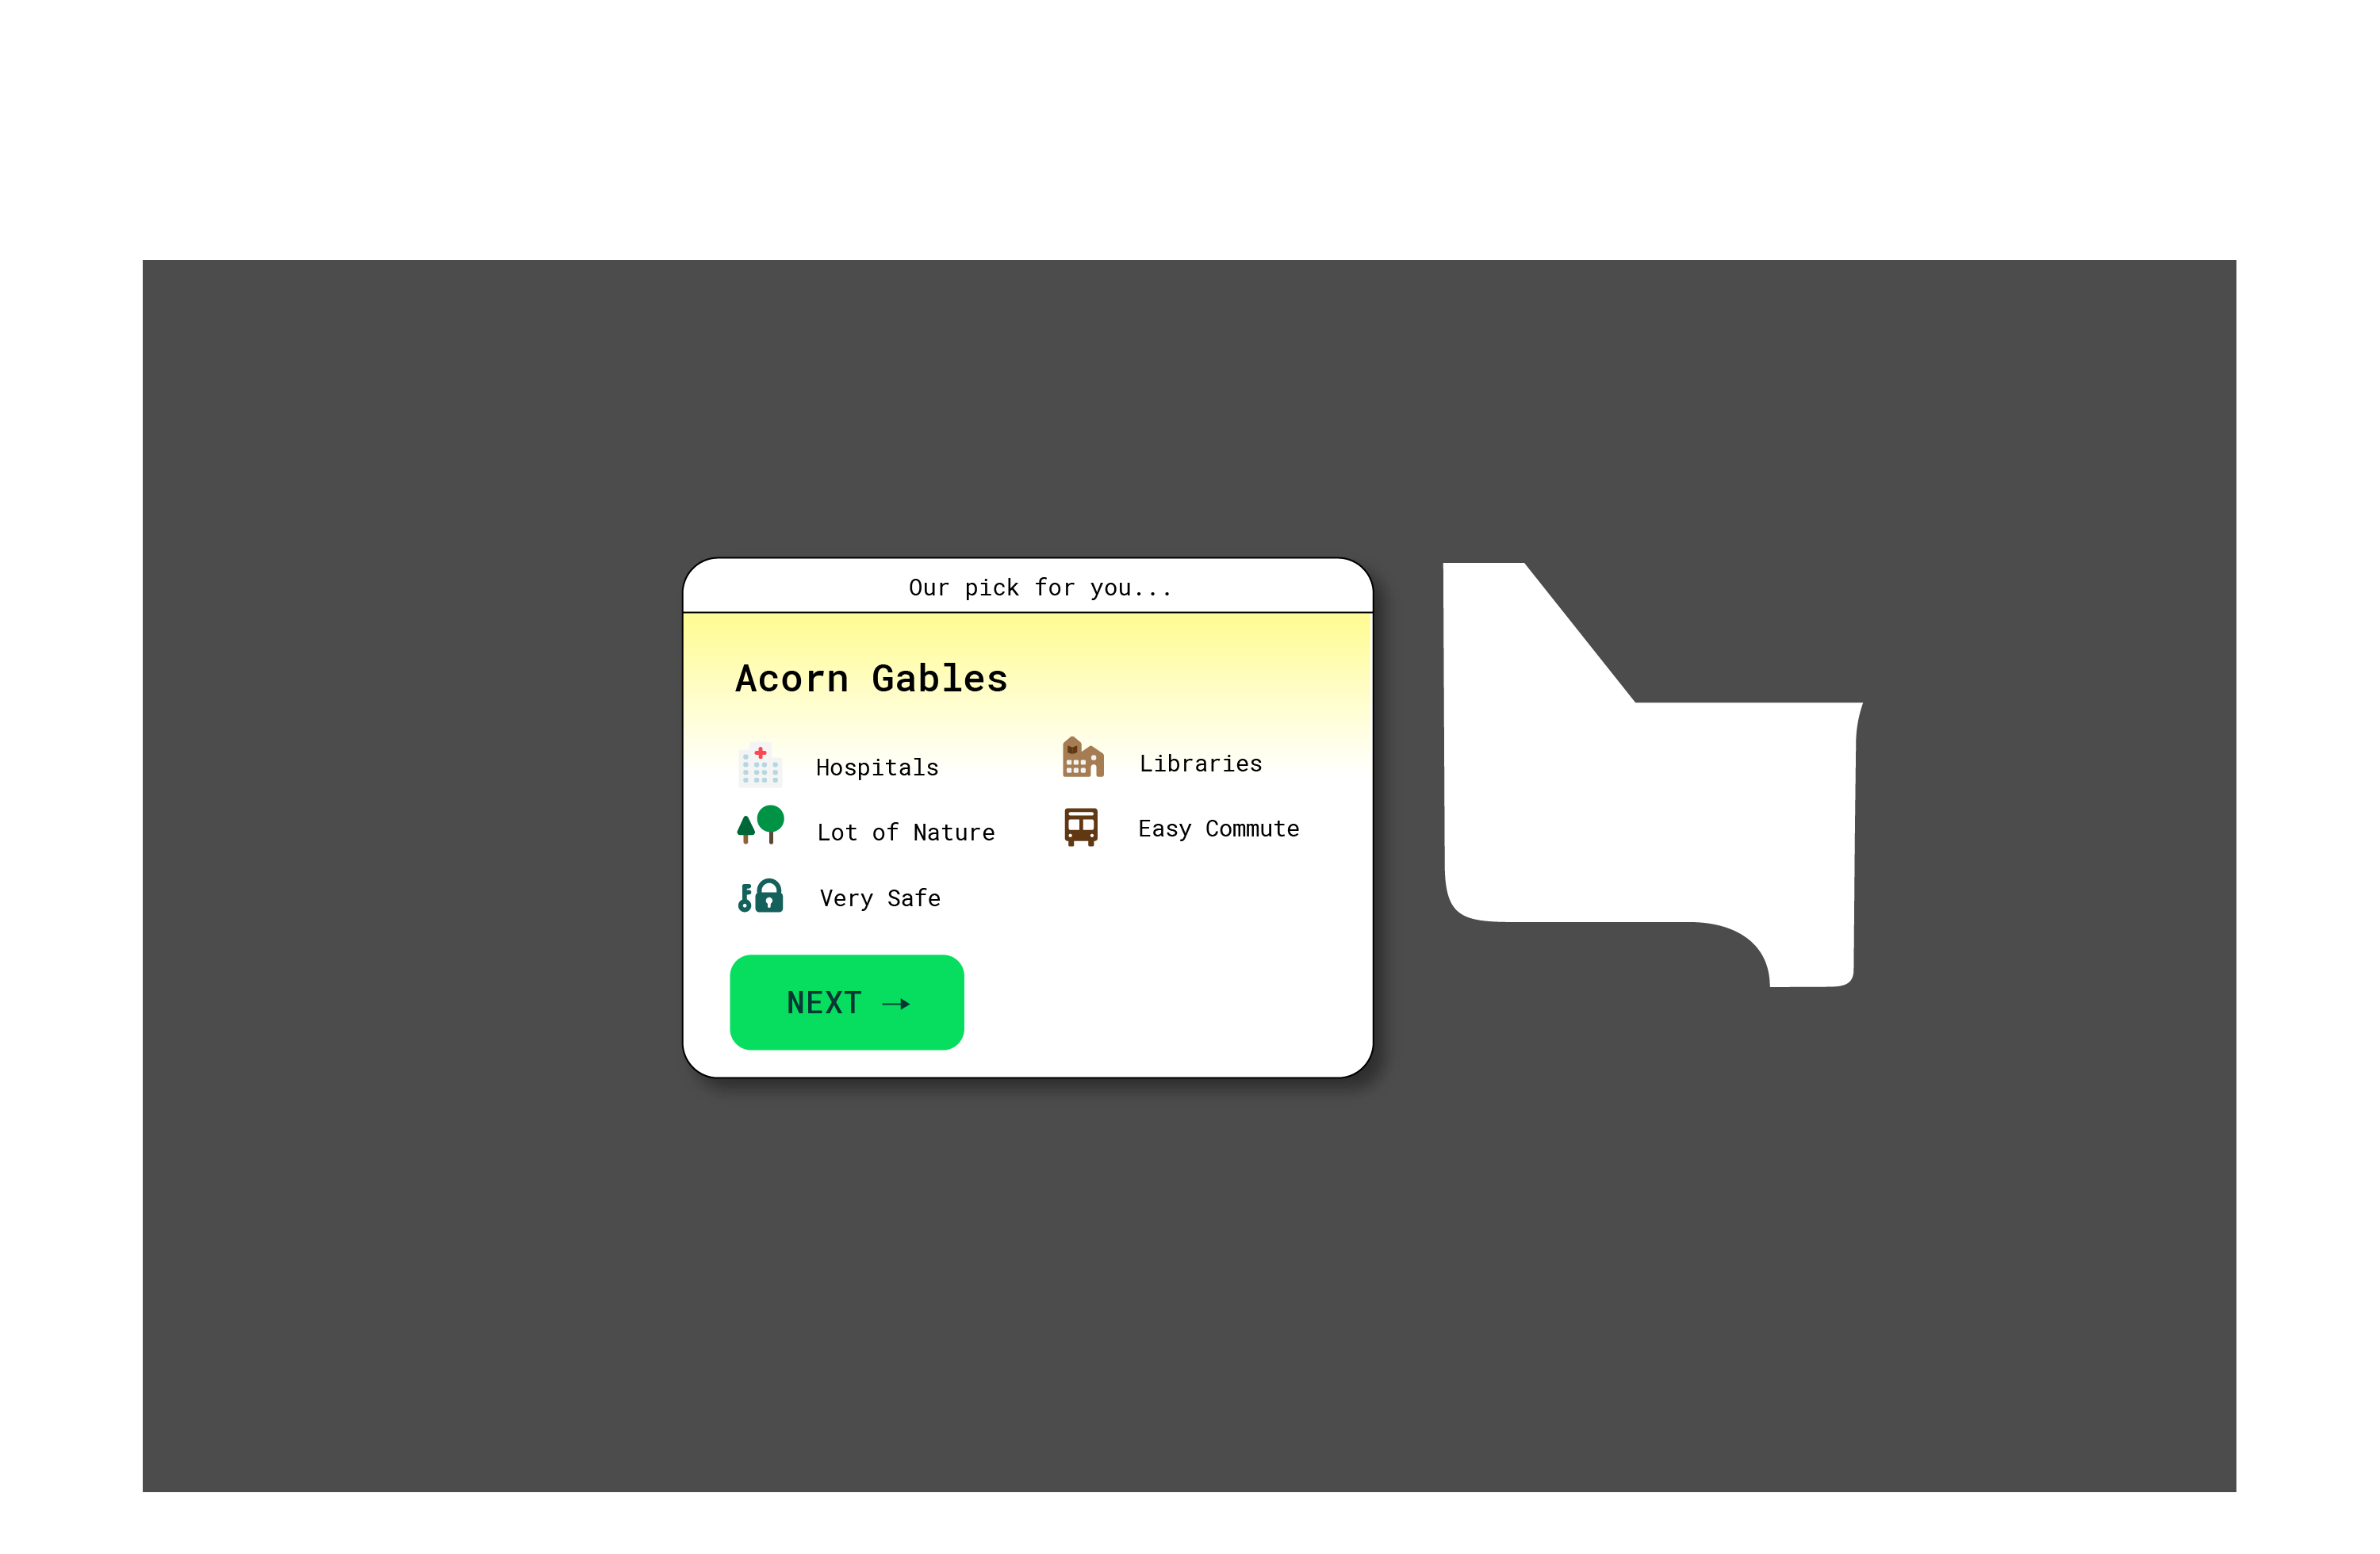 Our pick for you...
Acorn Gables
Hospitals
Libraries
Lot of Nature
Easy Commute
Very Safe
NEXT →